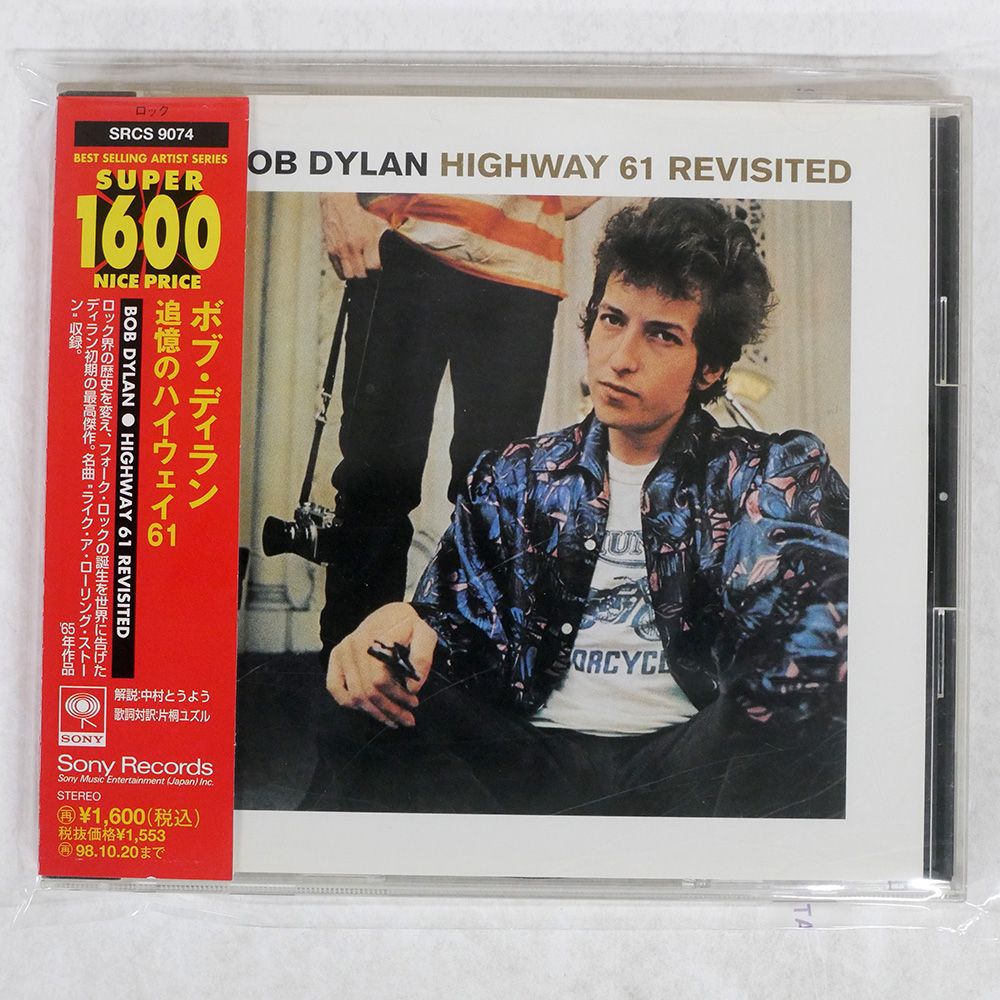 ロック
SRCS 9074
BEST SELLING ARTIST SERIES
SUPER
1600
NICE PRICE
ボブ・ディラン
追憶のハイウェイ61
BOB DYLAN ● HIGHWAY 61 REVISITED
ロック界の歴史を変え、フォーク・ロックの誕生を世界に告げた
ディラン初期の最高傑作。名曲“ライク・ア・ローリング・ストー
ン”収録。
'65年作品
SONY
解説:中村とうよう
歌詞対訳:片桐ユズル
Sony Records
Sony Music Entertainment (Japan) Inc.
STEREO
再 ¥1,600(税込)
税抜価格¥1,553
再 98.10.20まで
OB DYLAN HIGHWAY 61 REVISITED
ORCYCL
TA